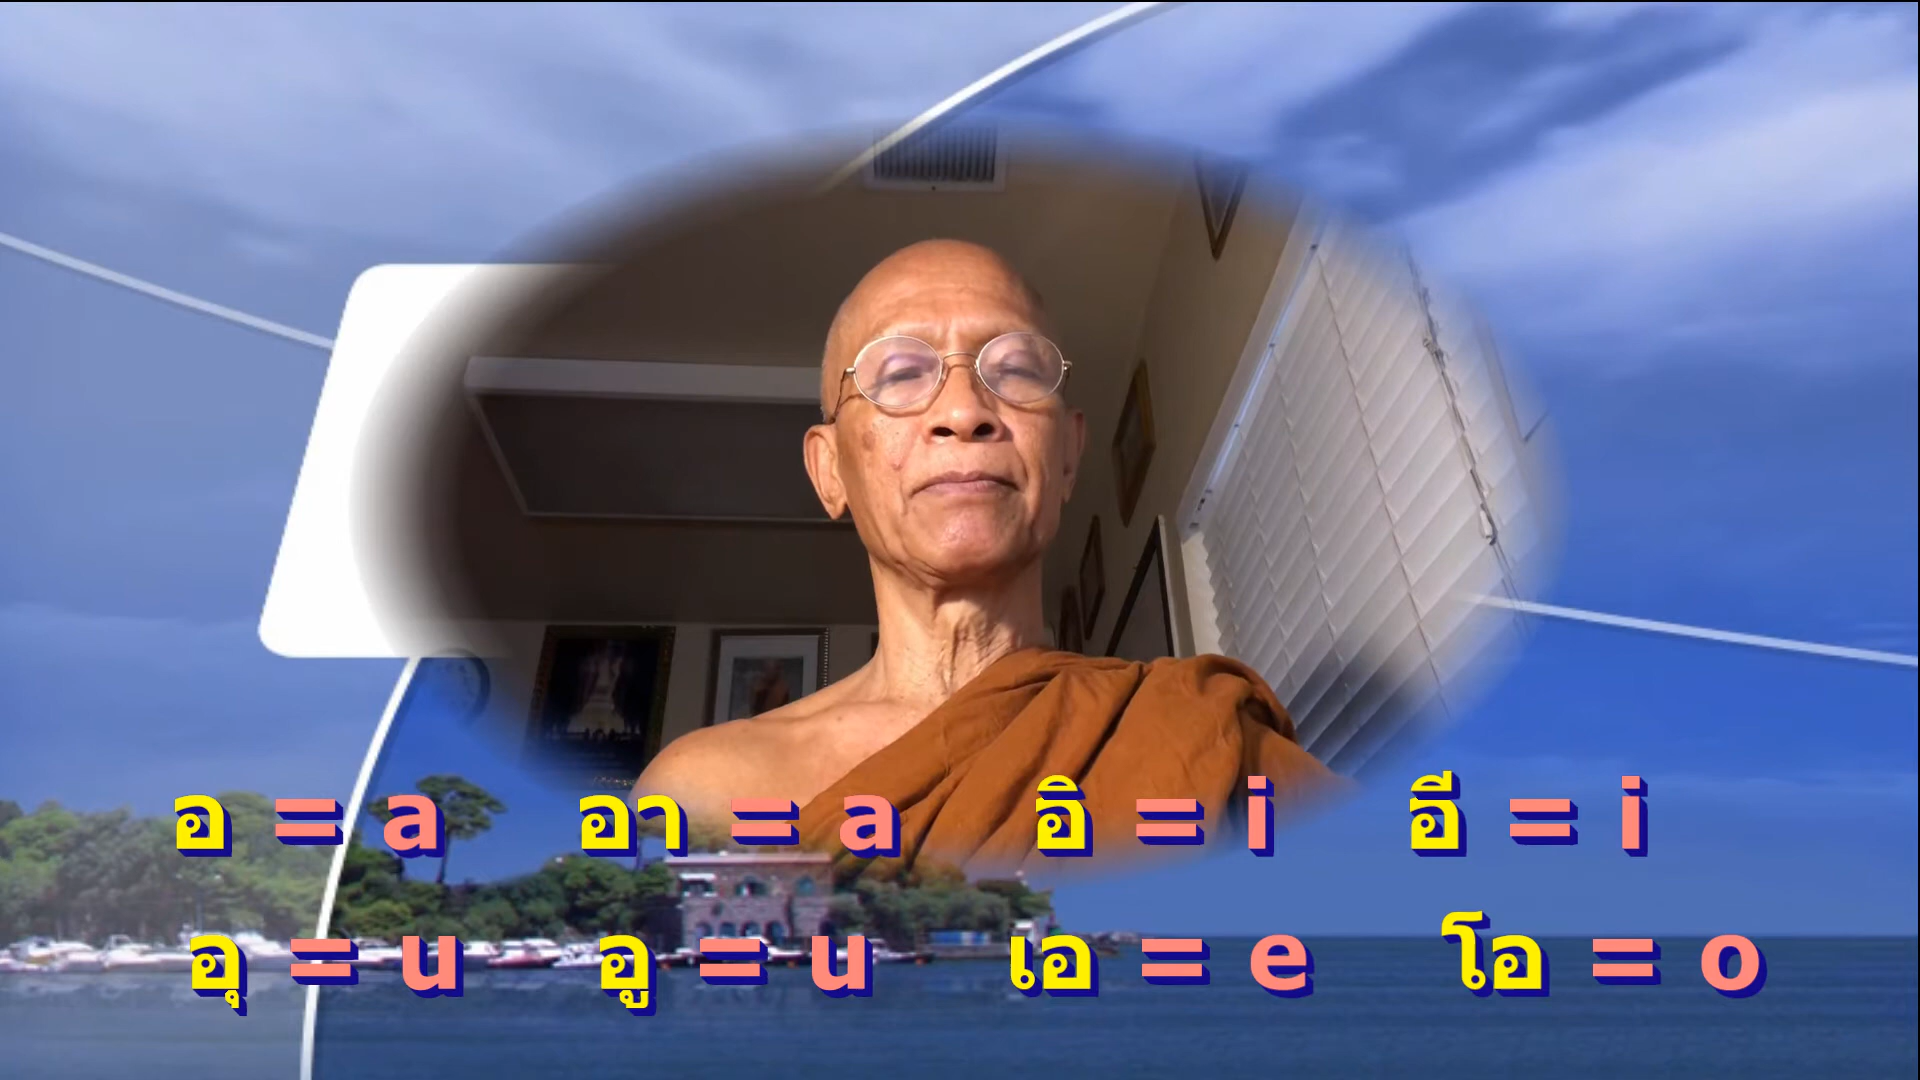 อ = a อา = a อิ = i อี = i
อุ = u อู = u เอ = e โอ = o